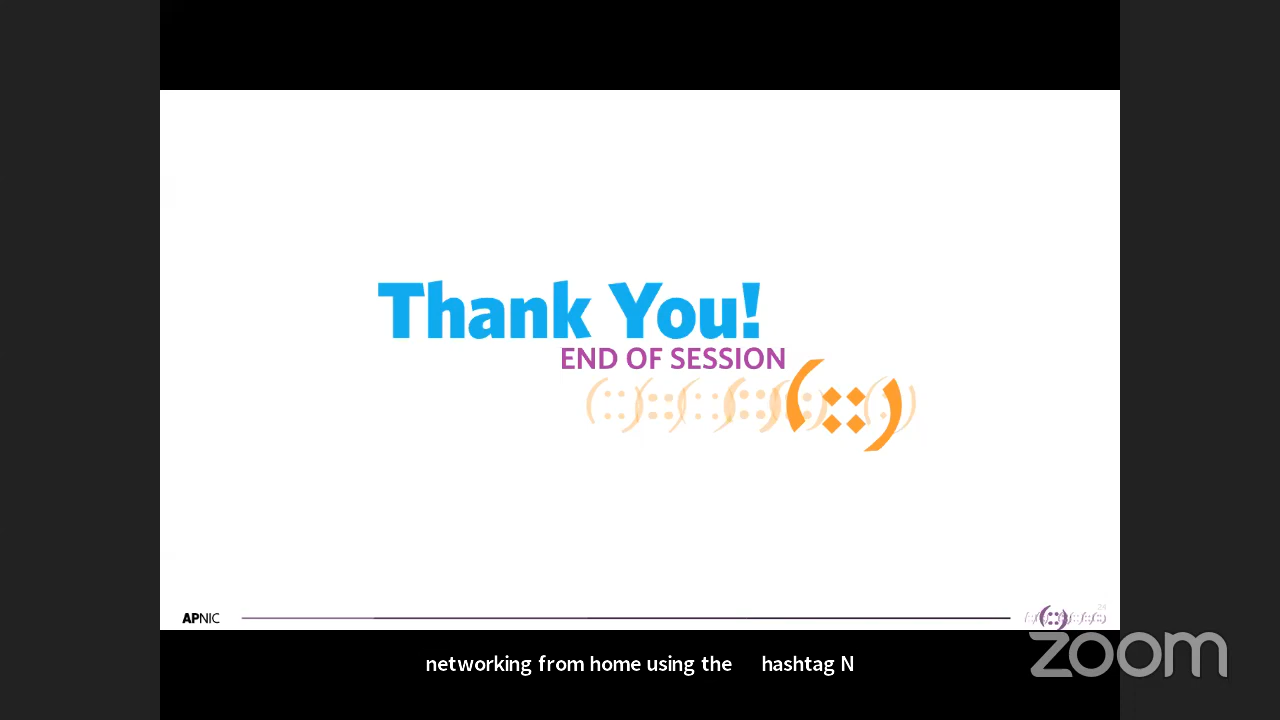 Thank You!
END OF SESSION
APNIC
networking from home using the hashtag N
zoom